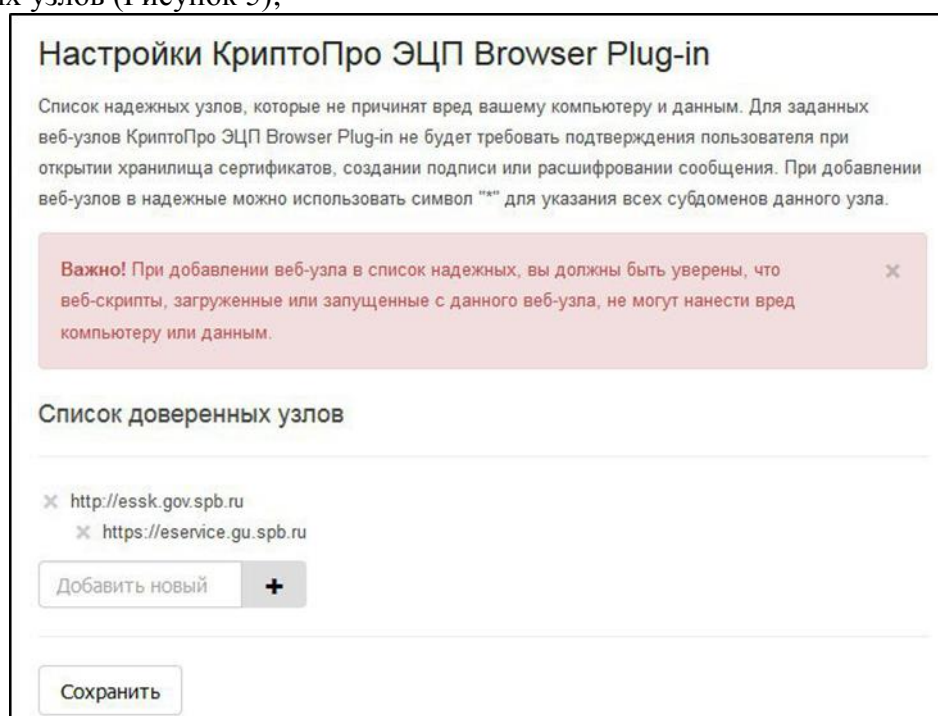 узлов (Рисунок 5);
Настройки КриптоПро ЭЦП Browser Plug-in
Список надежных узлов, которые не причинят вред вашему компьютеру и данным. Для заданных
веб-узлов КриптоПро ЭЦП Browser Plug-in не будет требовать подтверждения пользователя при
открытии хранилища сертификатов, создании подписи или расшифровании сообщения. При добавлении
веб-узлов в надежные можно использовать символ "*" для указания всех субдоменов данного узла.
Важно! При добавлении веб-узла в список надежных, вы должны быть уверены, что
веб-скрипты, загруженные или запущенные с данного веб-узла, не могут нанести вред
компьютеру или данным.
Список доверенных узлов
http://essk.gov.spb.ru
https://eservice.gu.spb.ru
Добавить новый
Сохранить